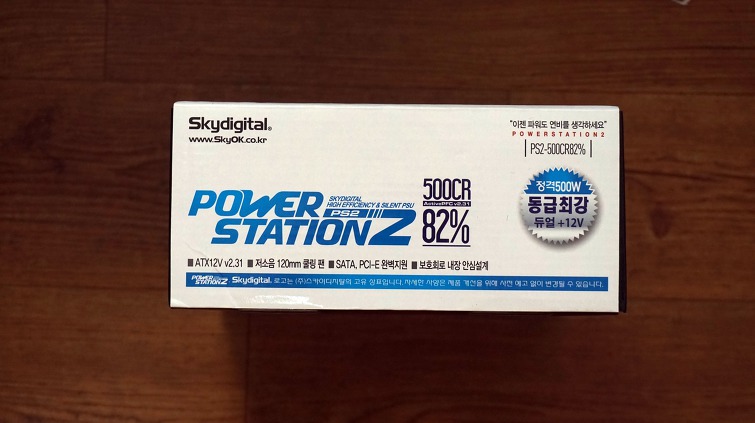 Skydigital®
www.SkyOK.co.kr
"이젠 파워도 연비를 생각하세요"
POWERSTATION2
PS2-500CR82%
POWER STATION 2
SKYDIGITAL
HIGH EFFICIENCY & SILENT PSU
PS2
500CR
ActivePFC v2.31
82%
정격500W
동급최강
듀얼 +12V
■ ATX12V v2.31 ■ 저소음 120mm 쿨링 팬 ■ SATA, PCI-E 완벽지원 ■ 보호회로 내장 안심설계
POWER STATION2 Skydigital. 로고는 (주)스카이디지탈의 고유 상표입니다. 자세한 사양은 제품 개선을 위해 사전 예고 없이 변경될 수 있습니다.